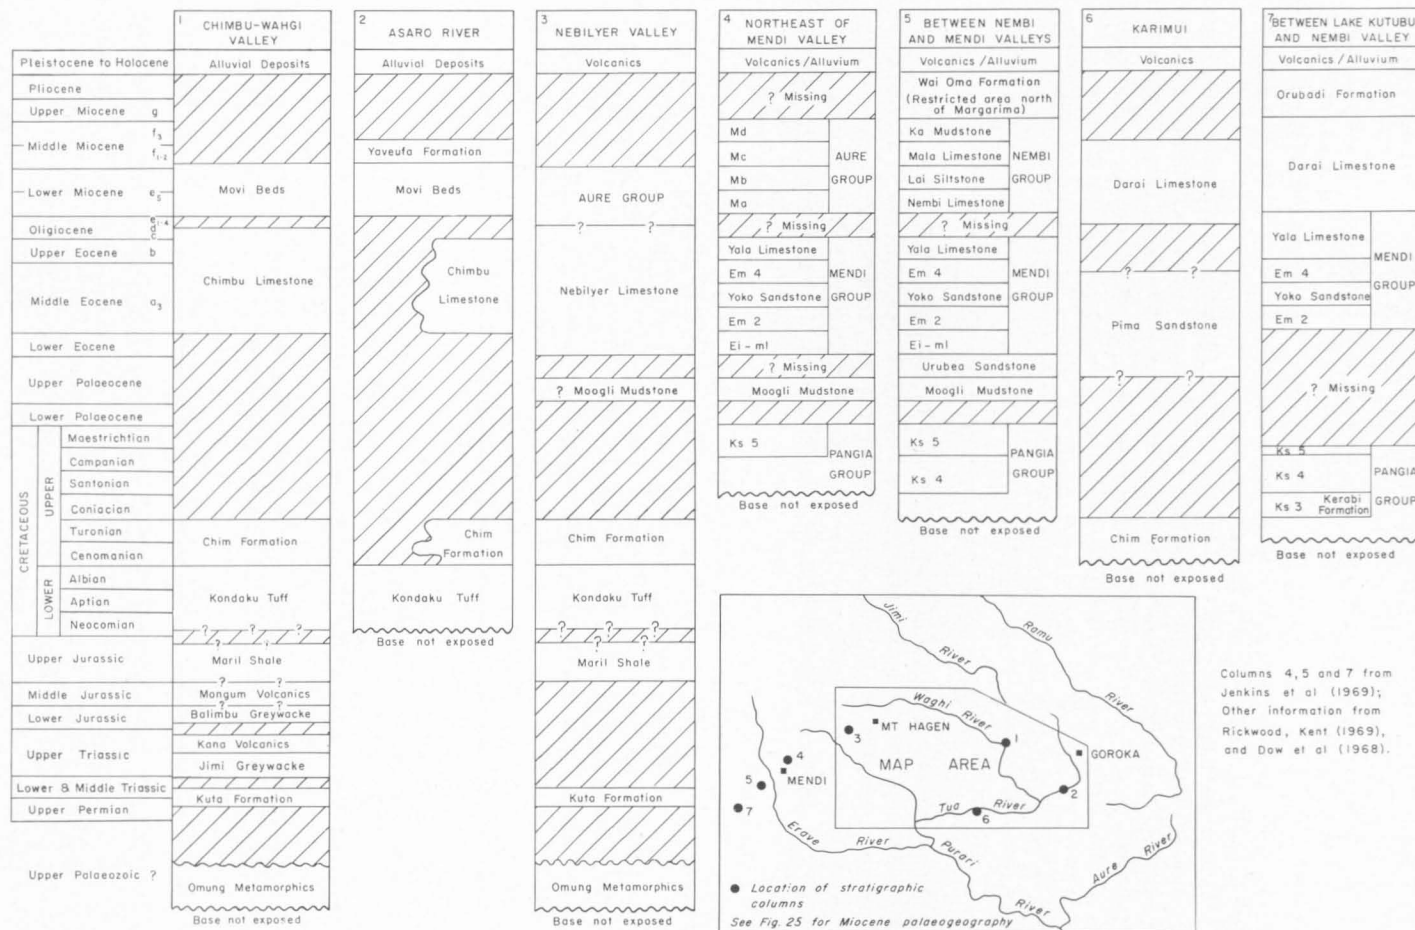 Pleistocene to Holocene
Pliocene
Upper Miocene g
f3
Middle Miocene
f1-2
Lower Miocene e5
e1-4
Oligiocene d
c
Upper Eocene b
Middle Eocene a3
Lower Eocene
Upper Palaeocene
Lower Palaeocene
CRETACEOUS
UPPER
Maestrichtian
Campanian
Santonian
Coniacian
Turonian
Cenomanian
LOWER
Albian
Aptian
Neocomian
Upper Jurassic
Middle Jurassic
Lower Jurassic
Upper Triassic
Lower & Middle Triassic
Upper Permian
Upper Palaeozoic ?
1
CHIMBU-WAHGI
VALLEY
Alluvial Deposits
Movi Beds
Chimbu Limestone
Chim Formation
Kondaku Tuff
? ? ?
? ?
Maril Shale
? ?
Mongum Volcanics
? ?
Balimbu Greywacke
Kana Volcanics
Jimi Greywacke
Kuta Formation
Omung Metamorphics
Base not exposed
2
ASARO RIVER
Alluvial Deposits
Yaveufa Formation
Movi Beds
Chimbu
Limestone
Chim
Formation
Kondaku Tuff
Base not exposed
3
NEBILYER VALLEY
Volcanics
AURE GROUP
? ?
Nebilyer Limestone
? Moogli Mudstone
Chim Formation
Kondaku Tuff
? ? ?
? ?
Maril Shale
Kuta Formation
Omung Metamorphics
Base not exposed
4
NORTHEAST OF
MENDI VALLEY
Volcanics/Alluvium
? Missing
Md
Mc
Mb
Ma
AURE
GROUP
? Missing
Yala Limestone
Em 4
Yoko Sandstone
Em 2
Ei - ml
MENDI
GROUP
? Missing
Moogli Mudstone
Ks 5
PANGIA
GROUP
Base not exposed
5
BETWEEN NEMBI
AND MENDI VALLEYS
Volcanics /Alluvium
Wai Oma Formation
(Restricted area north
of Margarima)
Ka Mudstone
Mala Limestone
Lai Siltstone
Nembi Limestone
NEMBI
GROUP
? Missing
Yala Limestone
Em 4
Yoko Sandstone
Em 2
Ei - ml
MENDI
GROUP
Urubea Sandstone
Moogli Mudstone
Ks 5
Ks 4
PANGIA
GROUP
Base not exposed
6
KARIMUI
Volcanics
Darai Limestone
? ?
Pima Sandstone
? ?
Chim Formation
Base not exposed
7
BETWEEN LAKE KUTUBU
AND NEMBI VALLEY
Volcanics/Alluvium
Orubadi Formation
Darai Limestone
Yala Limestone
Em 4
Yoko Sandstone
Em 2
MENDI
GROUP
? Missing
Ks 5
Ks 4
Ks 3 Kerabi
Formation
PANGIA
GROUP
Base not exposed
Jimi River
Ramu River
Waghi River
MT HAGEN
GOROKA
MENDI
MAP AREA
1
2
3
4
5
6
7
Tua River
Erave River
Purari River
Aure River
Location of stratigraphic
columns
See Fig. 25 for Miocene palaeogeography
Columns 4, 5 and 7 from
Jenkins et al (1969);
Other information from
Rickwood, Kent (1969),
and Dow et al (1968).